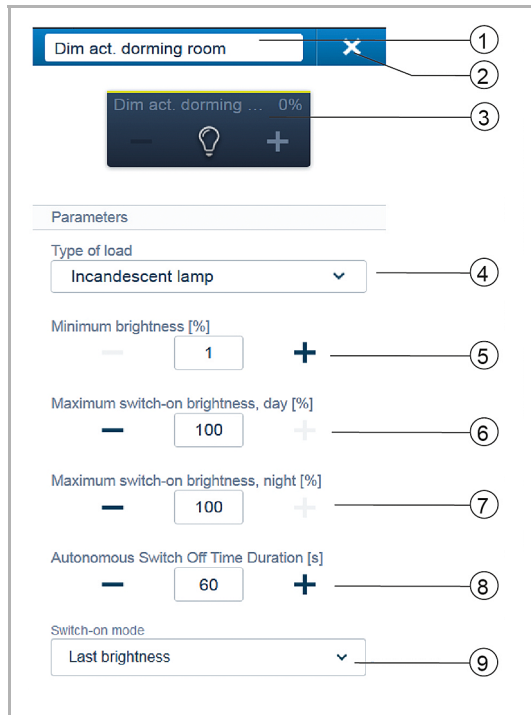 Dim act. dorming room
1
2
Dim act. dorming ... 0%
3
Parameters
Type of load
Incandescent lamp
4
Minimum brightness [%]
1
5
Maximum switch-on brightness, day [%]
100
6
Maximum switch-on brightness, night [%]
100
7
Autonomous Switch Off Time Duration [s]
60
8
Switch-on mode
Last brightness
9